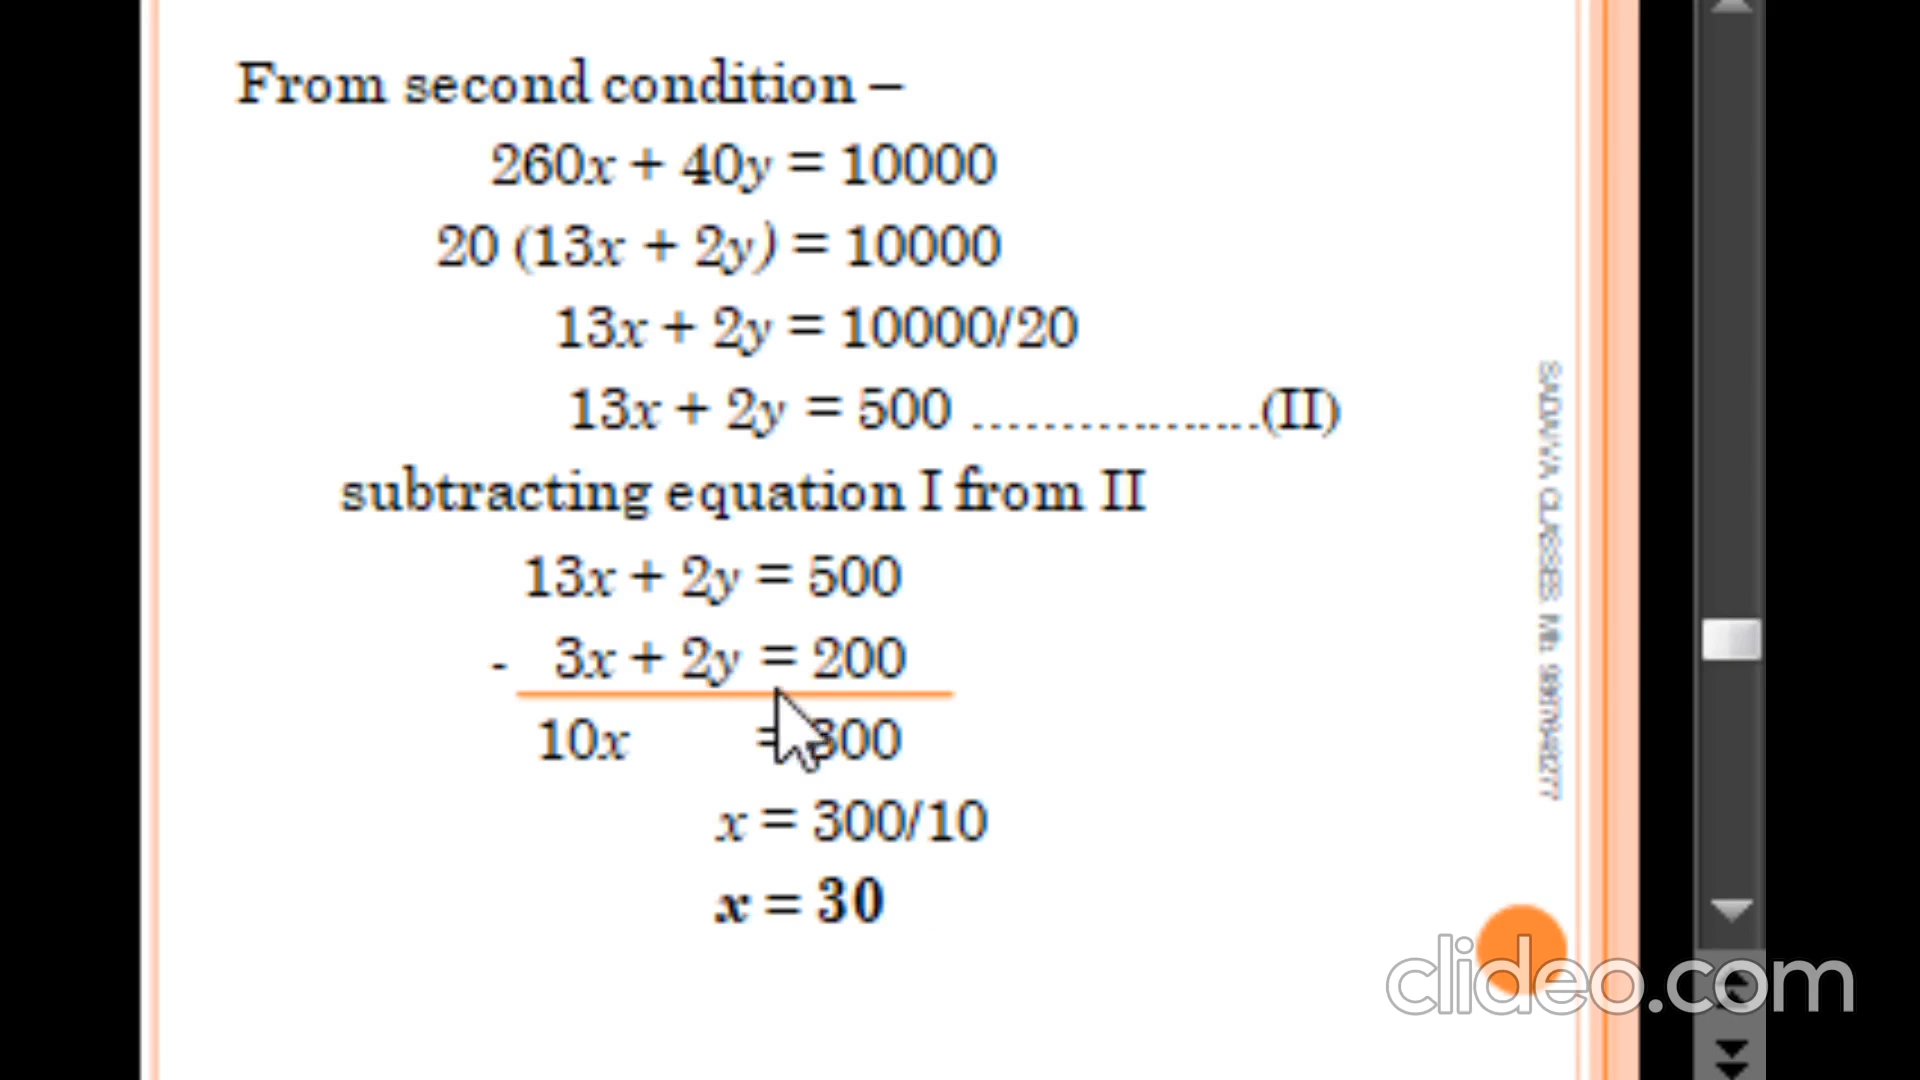 From second condition –
260x + 40y = 10000
20 (13x + 2y) = 10000
13x + 2y = 10000/20
13x + 2y = 500 ....................(II)
subtracting equation I from II
13x + 2y = 500
- 3x + 2y = 200
10x = 300
x = 300/10
x = 30
CLASSES
clideo.com